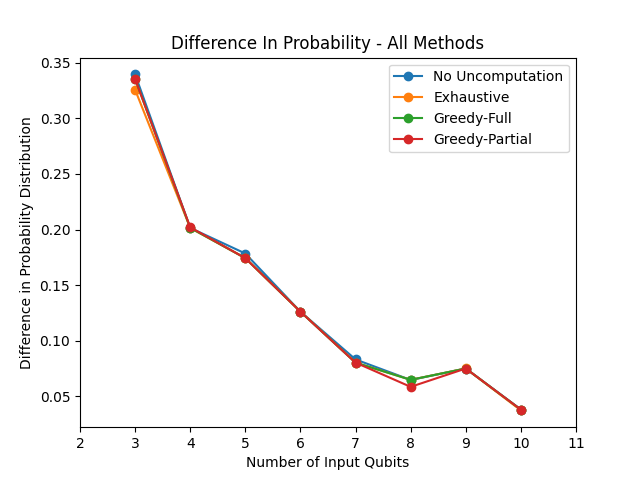 Difference In Probability - All Methods
No Uncomputation
Exhaustive
Greedy-Full
Greedy-Partial
Difference in Probability Distribution
0.35
0.30
0.25
0.20
0.15
0.10
0.05
2 3 4 5 6 7 8 9 10 11
Number of Input Qubits